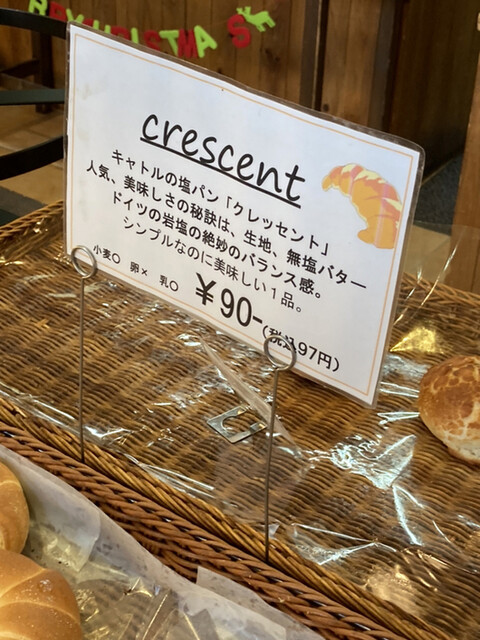 crescent
キャトルの塩パン「クレッセント」
人気、美味しさの秘訣は、生地、無塩バター
ドイツの岩塩の絶妙のバランス感。
シンプルなのに美味しい１品。
小麦○ 卵× 乳○
￥90-(税込97円)